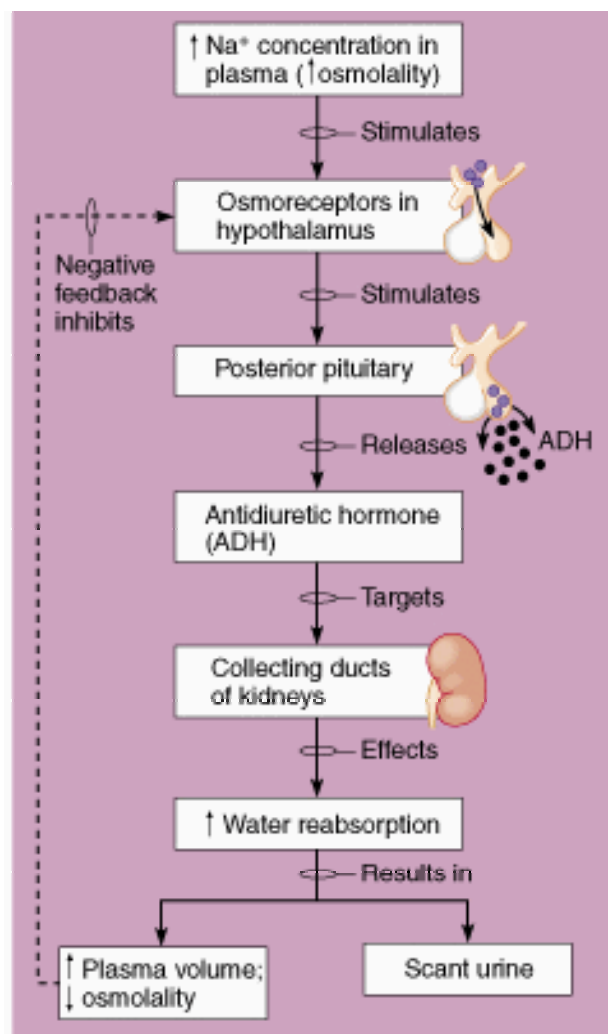 ↑ Na⁺ concentration in
plasma (↑osmolality)
Stimulates
Osmoreceptors in
hypothalamus
Negative
feedback
inhibits
Stimulates
Posterior pituitary
Releases
ADH
Antidiuretic hormone
(ADH)
Targets
Collecting ducts
of kidneys
Effects
↑ Water reabsorption
Results in
↑ Plasma volume;
↓ osmolality
Scant urine